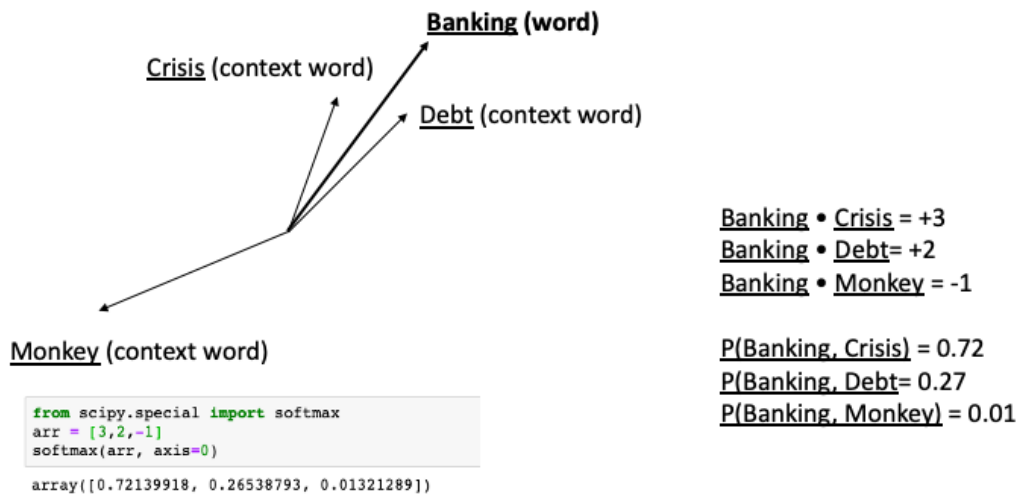 Banking (word)
Crisis (context word)
Debt (context word)
Monkey (context word)
Banking • Crisis = +3
Banking • Debt= +2
Banking • Monkey = -1
P(Banking, Crisis) = 0.72
P(Banking, Debt= 0.27
P(Banking, Monkey) = 0.01
from scipy.special import softmax
arr = [3,2,-1]
softmax(arr, axis=0)
array([0.72139918, 0.26538793, 0.01321289])